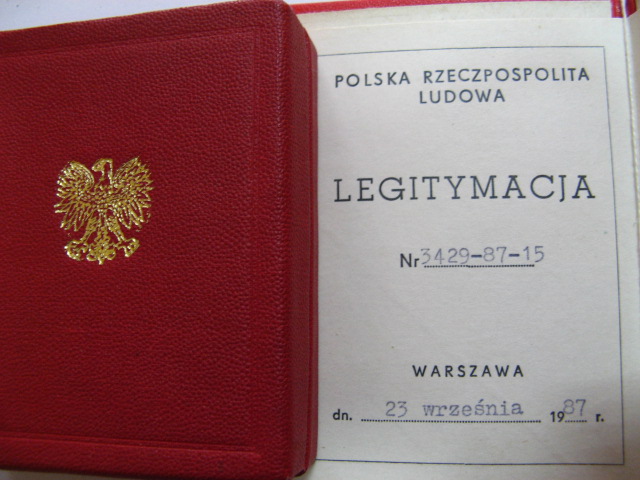 POLSKA RZECZPOSPOLITA
LUDOWA
LEGITYMACJA
Nr 3429-87-15
WARSZAWA
dn. 23 września 1987 r.